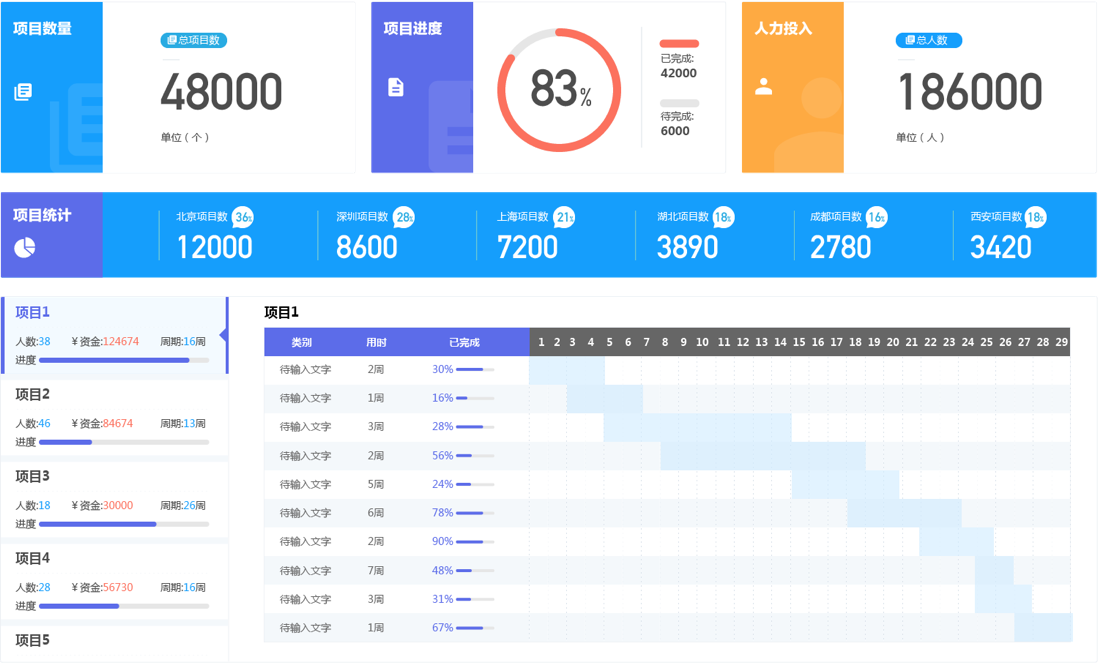 项目数量
总项目数
48000
单位（个）
项目进度
83%
已完成:
42000
待完成:
6000
人力投入
总人数
186000
单位（人）
项目统计
北京项目数 36%
12000
深圳项目数 28%
8600
上海项目数 21%
7200
湖北项目数 18%
3890
成都项目数 16%
2780
西安项目数 18%
3420
项目1
人数:38 ¥资金:124674 周期:16周
进度
项目2
人数:46 ¥资金:84674 周期:13周
进度
项目3
人数:18 ¥资金:30000 周期:26周
进度
项目4
人数:28 ¥资金:56730 周期:16周
进度
项目5
项目1
类别 用时 已完成 1 2 3 4 5 6 7 8 9 10 11 12 13 14 15 16 17 18 19 20 21 22 23 24 25 26 27 28 29
待输入文字 2周 30%
待输入文字 1周 16%
待输入文字 3周 28%
待输入文字 2周 56%
待输入文字 5周 24%
待输入文字 6周 78%
待输入文字 2周 90%
待输入文字 7周 48%
待输入文字 3周 31%
待输入文字 1周 67%